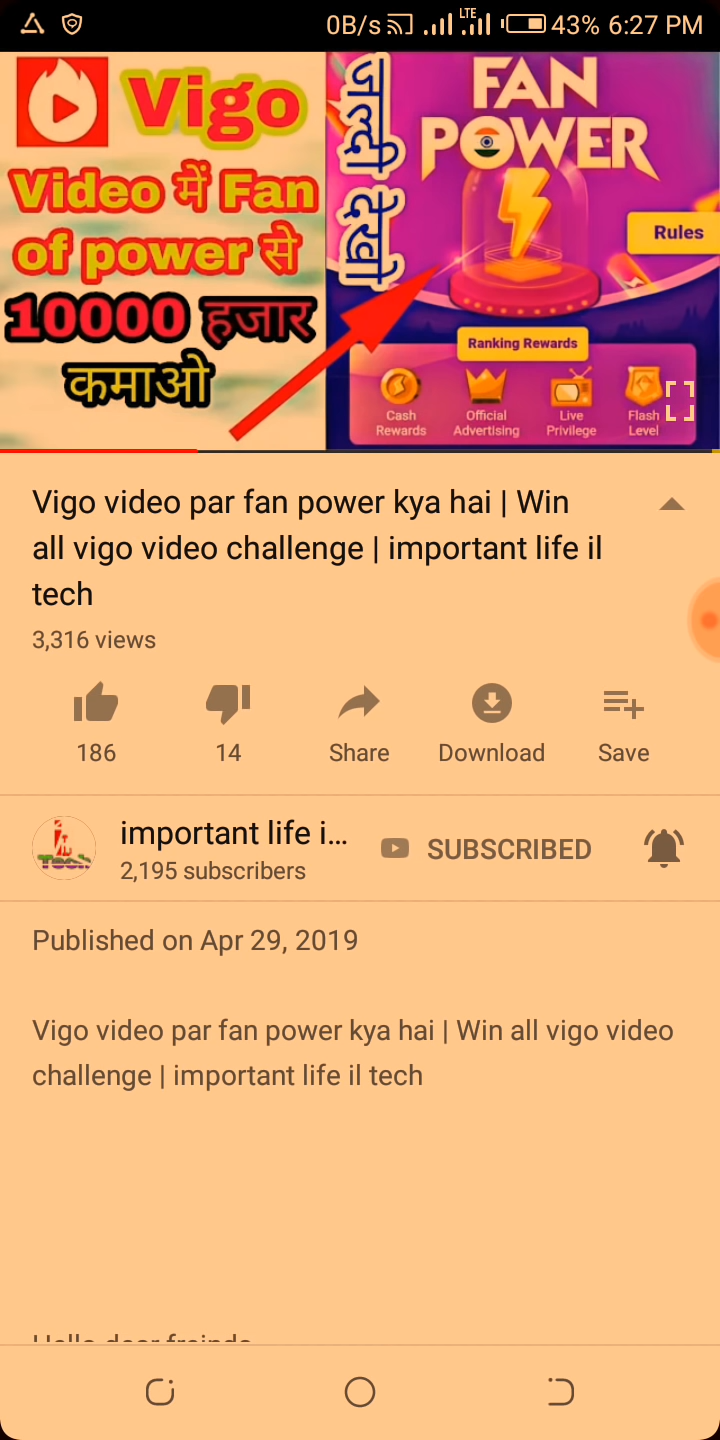 0B/s LTE 43% 6:27 PM
Vigo
Video में Fan
of power से
10000 हजार
कमाओ
जल्दी देखो
FAN
POWER
Rules
Ranking Rewards
Cash
Rewards
Official
Advertising
Live
Privilege
Flash
Level
Vigo video par fan power kya hai | Win
all vigo video challenge | important life il
tech
3,316 views
186
14
Share
Download
Save
Tech
important life i...
SUBSCRIBED
2,195 subscribers
Published on Apr 29, 2019
Vigo video par fan power kya hai | Win all vigo video
challenge | important life il tech
Hello dear freinds